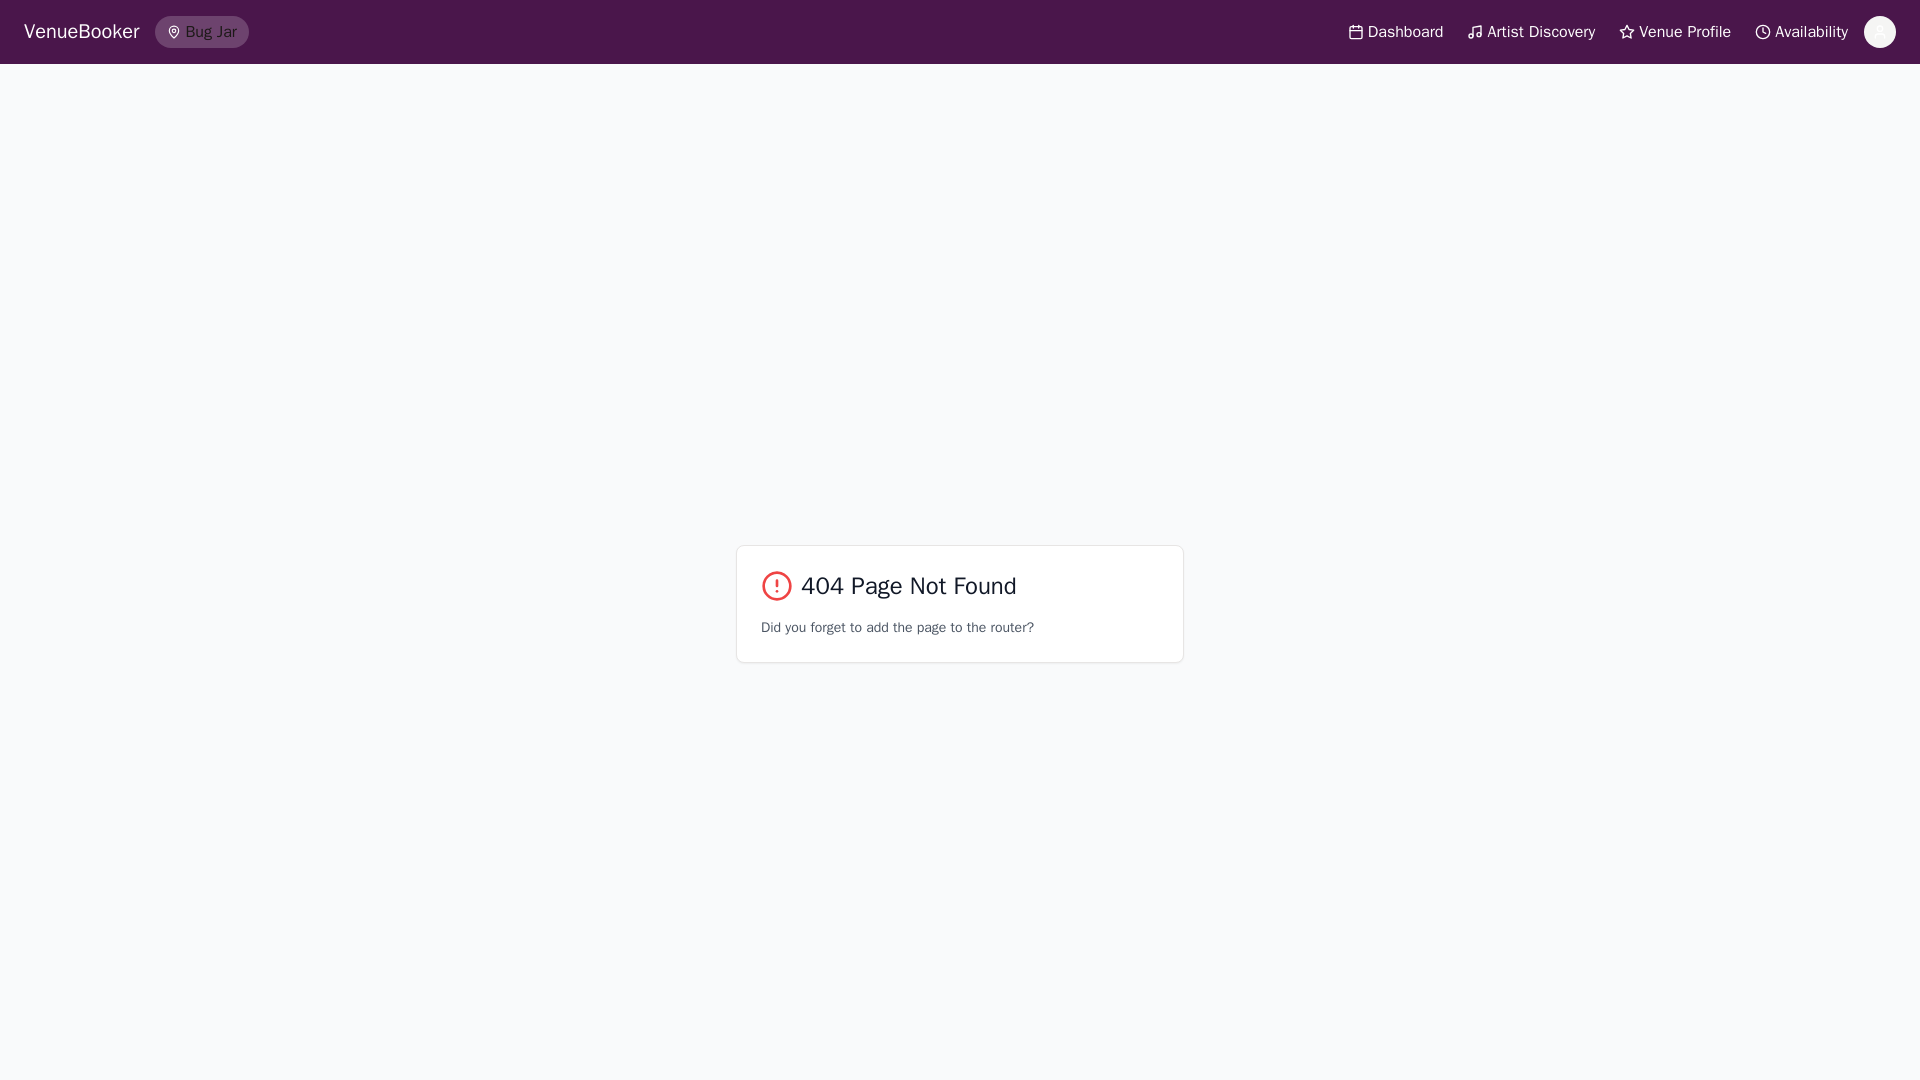 VenueBooker
Bug Jar
Dashboard
Artist Discovery
Venue Profile
Availability
404 Page Not Found
Did you forget to add the page to the router?